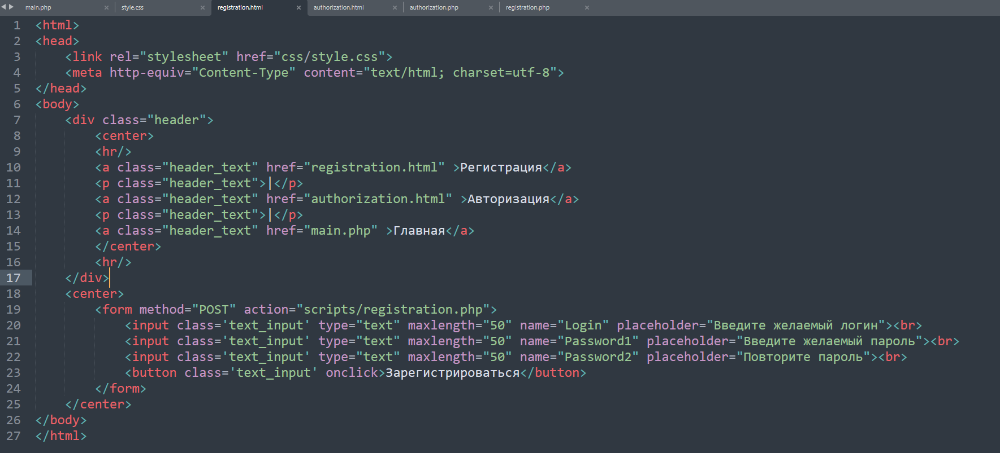 main.php × style.css × registration.html × authorization.html × authorization.php × registration.php ×
1 <html>
2 <head>
3 <link rel="stylesheet" href="css/style.css">
4 <meta http-equiv="Content-Type" content="text/html; charset=utf-8">
5 </head>
6 <body>
7 <div class="header">
8 <center>
9 <hr/>
10 <a class="header_text" href="registration.html" >Регистрация</a>
11 <p class="header_text">|</p>
12 <a class="header_text" href="authorization.html" >Авторизация</a>
13 <p class="header_text">|</p>
14 <a class="header_text" href="main.php" >Главная</a>
15 </center>
16 <hr/>
17 </div>
18 <center>
19 <form method="POST" action="scripts/registration.php">
20 <input class='text_input' type="text" maxlength="50" name="Login" placeholder="Введите желаемый логин"><br>
21 <input class='text_input' type="text" maxlength="50" name="Password1" placeholder="Введите желаемый пароль"><br>
22 <input class='text_input' type="text" maxlength="50" name="Password2" placeholder="Повторите пароль"><br>
23 <button class='text_input' onclick>Зарегистрироваться</button>
24 </form>
25 </center>
26 </body>
27 </html>